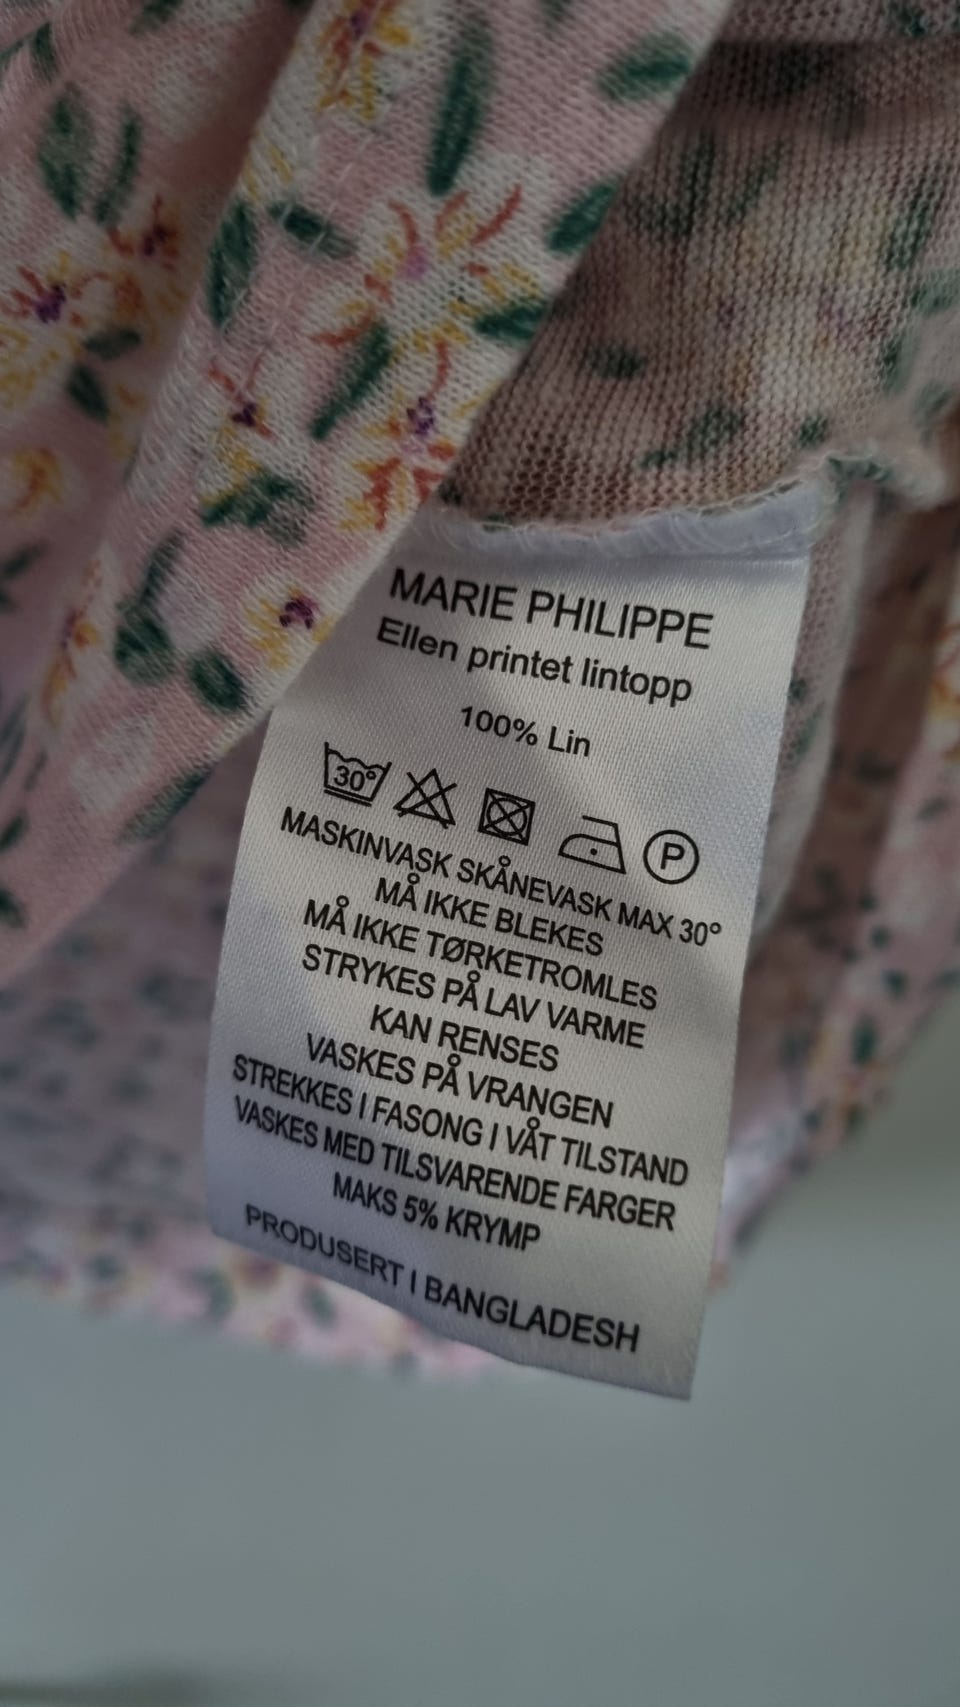 MARIE PHILIPPE
Ellen printet lintopp
100% Lin
30°
P
MASKINVASK SKÅNEVASK MAX 30°
MÅ IKKE BLEKES
MÅ IKKE TØRKETROMLES
STRYKES PÅ LAV VARME
KAN RENSES
VASKES PÅ VRANGEN
STREKKES I FASONG I VÅT TILSTAND
VASKES MED TILSVARENDE FARGER
MAKS 5% KRYMP
PRODUSERT I BANGLADESH